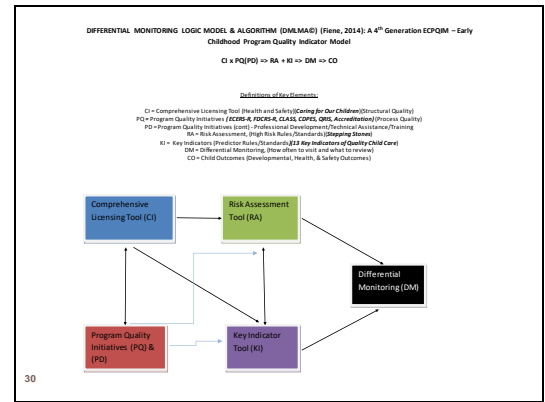 DIFFERENTIAL MONITORING LOGIC MODEL & ALGORITHM (DMLMA©) (Fiene, 2014): A 4th Generation ECPQIM – Early
Childhood Program Quality Indicator Model
CI x PQ(PD) => RA + KI => DM => CO
Definitions of Key Elements:
CI = Comprehensive Licensing Tool (Health and Safety)(Caring for Our Children)(Structural Quality)
PQ = Program Quality Initiatives (ECERS-R, FDCRS-R, CLASS, CDPES, QRIS, Accreditation) (Process Quality)
PD = Program Quality Initiatives (cont) - Professional Development/Technical Assistance/Training
RA = Risk Assessment, (High Risk Rules/Standards)(Stepping Stones)
KI = Key Indicators (Predictor Rules/Standards)(13 Key Indicators of Quality Child Care)
DM = Differential Monitoring, (How often to visit and what to review)
CO = Child Outcomes (Developmental, Health, & Safety Outcomes)
Comprehensive
Licensing Tool (CI)
Risk Assessment
Tool (RA)
Differential
Monitoring (DM)
Program Quality
Initiatives (PQ) &
(PD)
Key Indicator
Tool (KI)
30